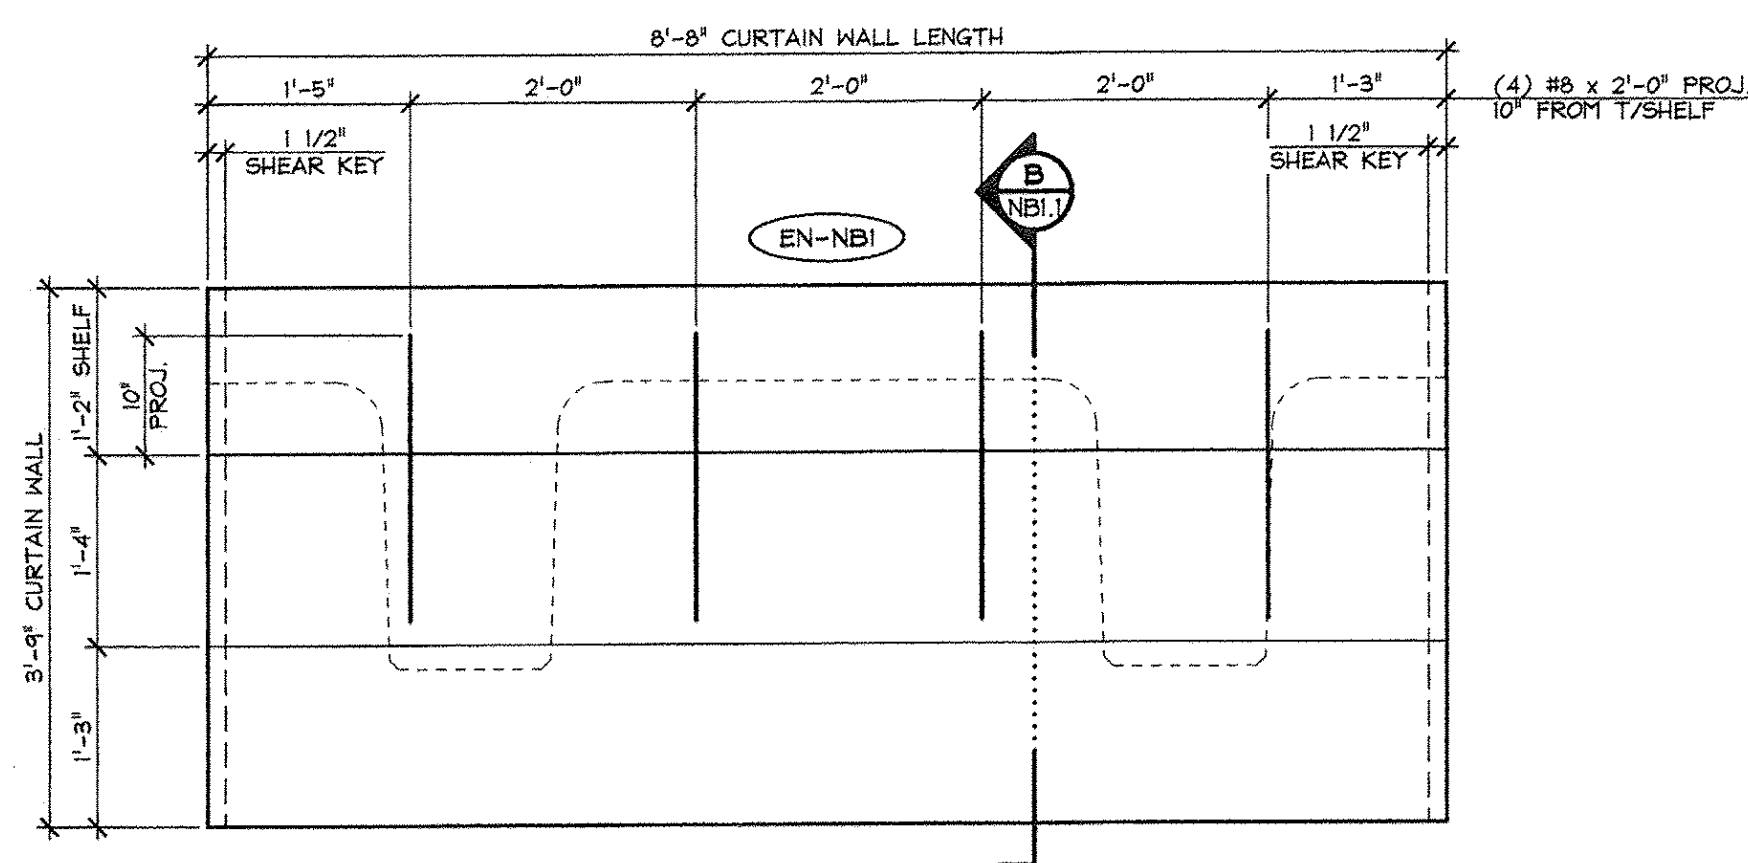 8'-8" CURTAIN WALL LENGTH
1'-5"
2'-0"
2'-0"
2'-0"
1'-3"
(4) #8 x 2'-0" PROJ.
10" FROM T/SHELF
1 1/2"
SHEAR KEY
1 1/2"
SHEAR KEY
B
NB1.1
EN-NB1
3'-9" CURTAIN WALL
1'-2" SHELF
10"
PROJ.
1'-4"
1'-3"